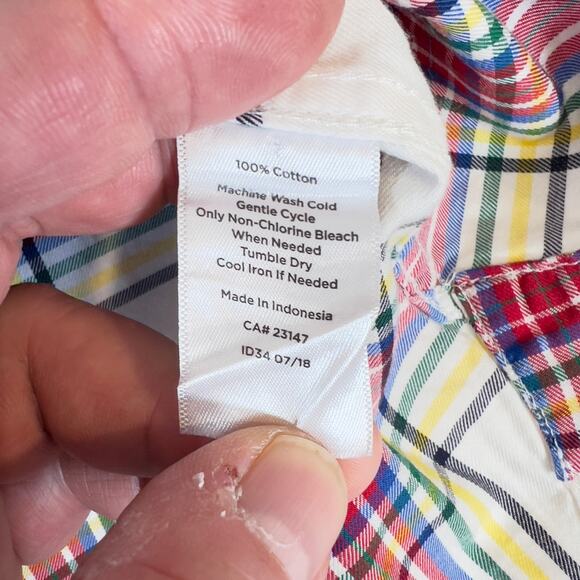 100% Cotton
Machine Wash Cold
Gentle Cycle
Only Non-Chlorine Bleach
When Needed
Tumble Dry
Cool Iron If Needed
Made In Indonesia
CA# 23147
ID34 07/18